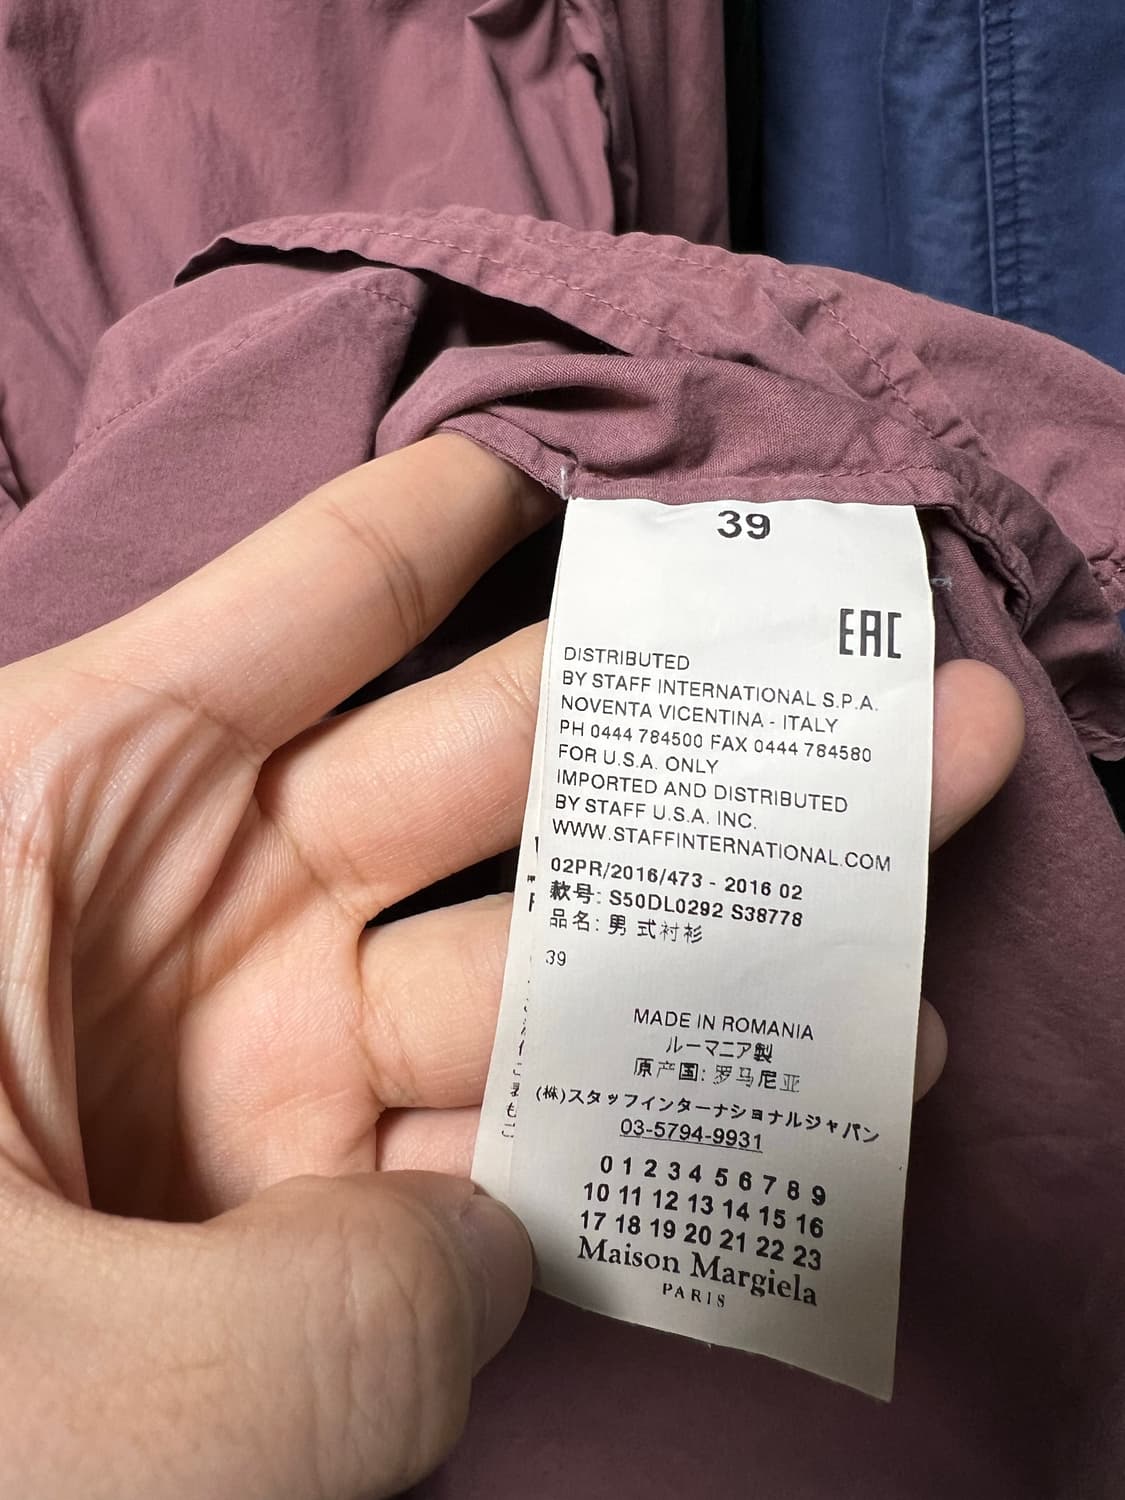 39
EAC
DISTRIBUTED
BY STAFF INTERNATIONAL S.P.A.
NOVENTA VICENTINA - ITALY
PH 0444 784500 FAX 0444 784580
FOR U.S.A. ONLY
IMPORTED AND DISTRIBUTED
BY STAFF U.S.A. INC.
WWW.STAFFINTERNATIONAL.COM
02PR/2016/473 - 2016 02
款号: S50DL0292 S38778
品名: 男式衬衫
39
MADE IN ROMANIA
ルーマニア製
原产国: 罗马尼亚
(株)スタッフインターナショナルジャパン
03-5794-9931
0 1 2 3 4 5 6 7 8 9
10 11 12 13 14 15 16
17 18 19 20 21 22 23
Maison Margiela
PARIS